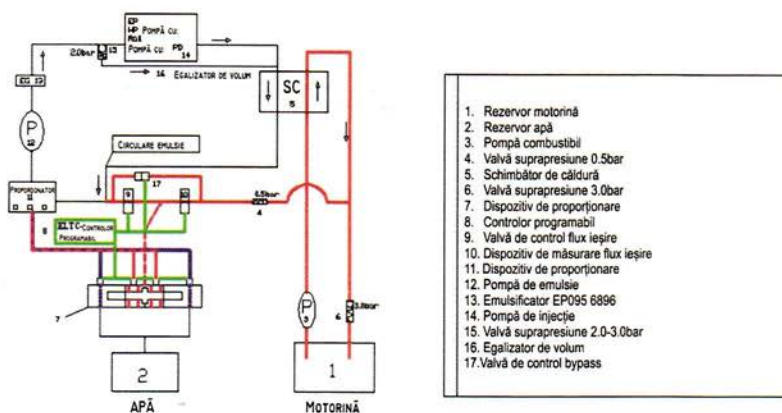 EP
WP POMPĂ CU:
POMPĂ CU: PD
14
2.0bar
16 EGALIZATOR DE VOLUM
SC
5
P
12
CIRCULARE EMULSIE
17
PROPORȚIONATOR
11
9
10
0.5bar
4
8
ELTC-CONTROLOR
PROGRAMABIL
P
3
3.0bar
6
7
2
1
APĂ
MOTORINĂ
1. Rezervor motorină
2. Rezervor apă
3. Pompă combustibil
4. Valvă suprapresiune 0.5bar
5. Schimbător de căldură
6. Valvă suprapresiune 3.0bar
7. Dispozitiv de proporționare
8. Controlor programabil
9. Valvă de control flux ieșire
10. Dispozitiv de măsurare flux ieșire
11. Dispozitiv de proporționare
12. Pompă de emulsie
13. Emulsificator EP095 6896
14. Pompă de injecție
15. Valvă suprapresiune 2.0-3.0bar
16. Egalizator de volum
17. Valvă de control bypass